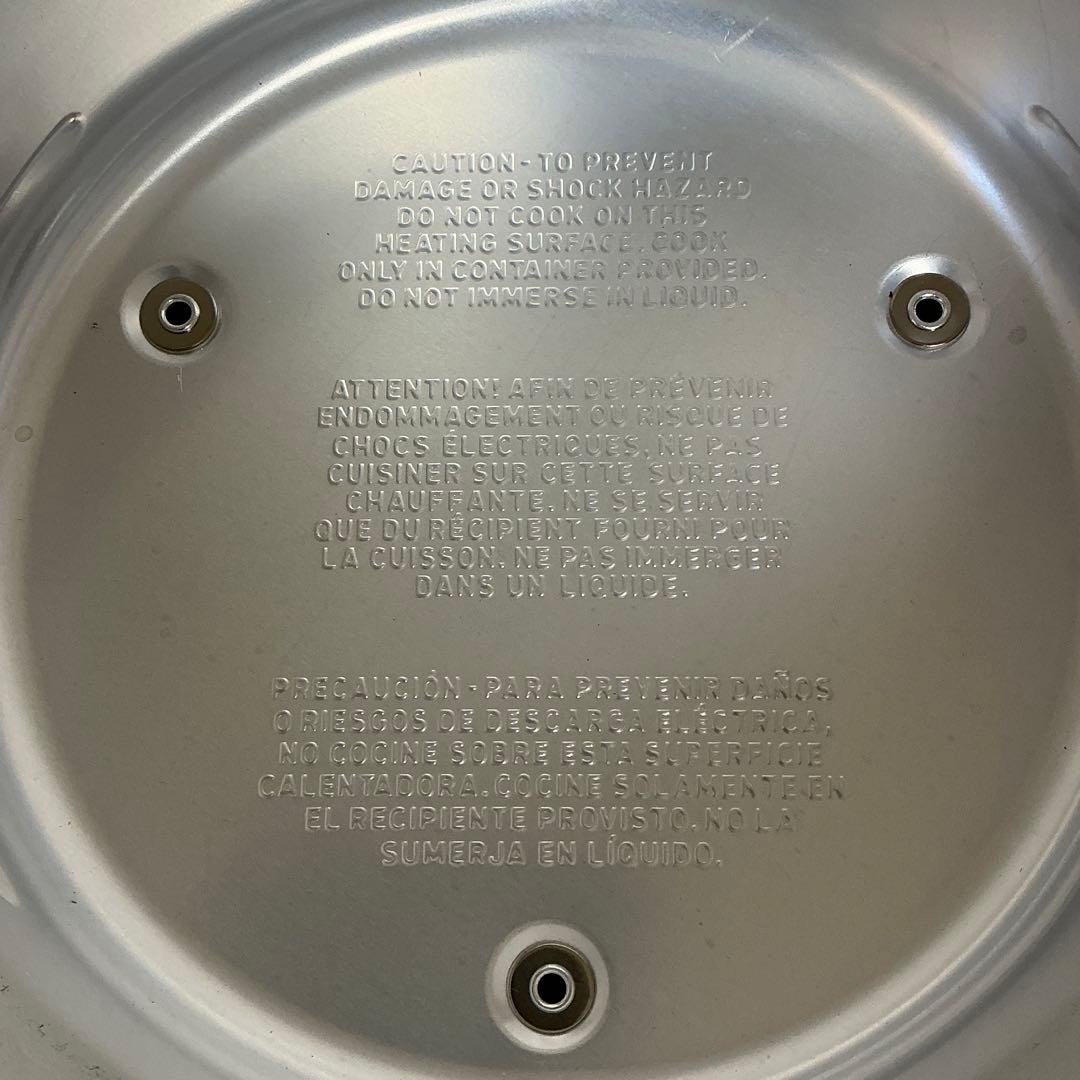 CAUTION - TO PREVENT
DAMAGE OR SHOCK HAZARD
DO NOT COOK ON THIS
HEATING SURFACE. COOK
ONLY IN CONTAINER PROVIDED.
DO NOT IMMERSE IN LIQUID.
ATTENTION! AFIN DE PRÉVENIR
ENDOMMAGEMENT OU RISQUE DE
CHOCS ÉLECTRIQUES, NE PAS
CUISINER SUR CETTE SURFACE
CHAUFFANTE. NE SE SERVIR
QUE DU RÉCIPIENT FOURNI POUR
LA CUISSON. NE PAS IMMERGER
DANS UN LIQUIDE.
PRECAUCIÓN - PARA PREVENIR DAÑOS
O RIESGOS DE DESCARGA ELÉCTRICA,
NO COCINE SOBRE ESTA SUPERFICIE
CALENTADORA. COCINE SOLAMENTE EN
EL RECIPIENTE PROVISTO. NO LA
SUMERJA EN LÍQUIDO.